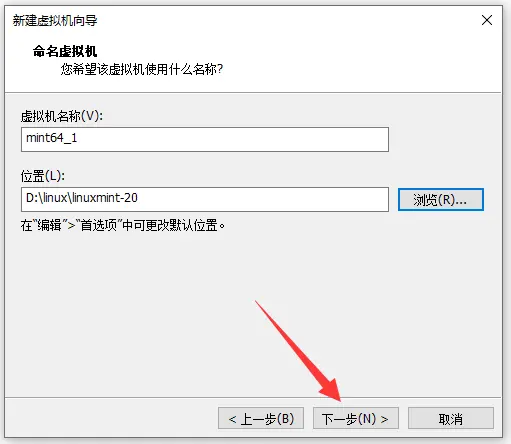 新建虚拟机向导
命名虚拟机
您希望该虚拟机使用什么名称?
虚拟机名称(V):
mint64_1
位置(L):
D:\linux\linuxmint-20
浏览(R)...
在“编辑”>“首选项”中可更改默认位置。
< 上一步(B)
下一步(N) >
取消